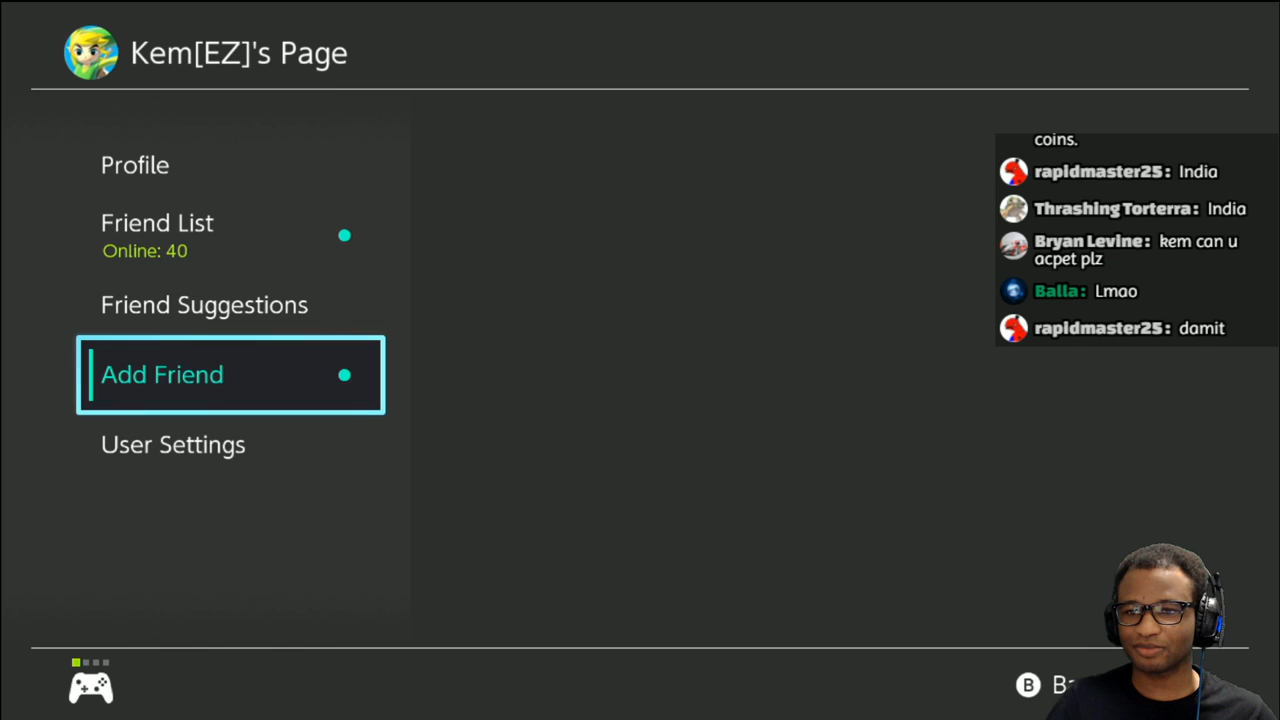 Kem[EZ]'s Page
Profile
Friend List
Online: 40
Friend Suggestions
Add Friend
User Settings
coins.
rapidmaster25: India
Thrashing Torterra: India
Bryan Levine: kem can u
acpet plz
Balla: Lmao
rapidmaster25: damit
B